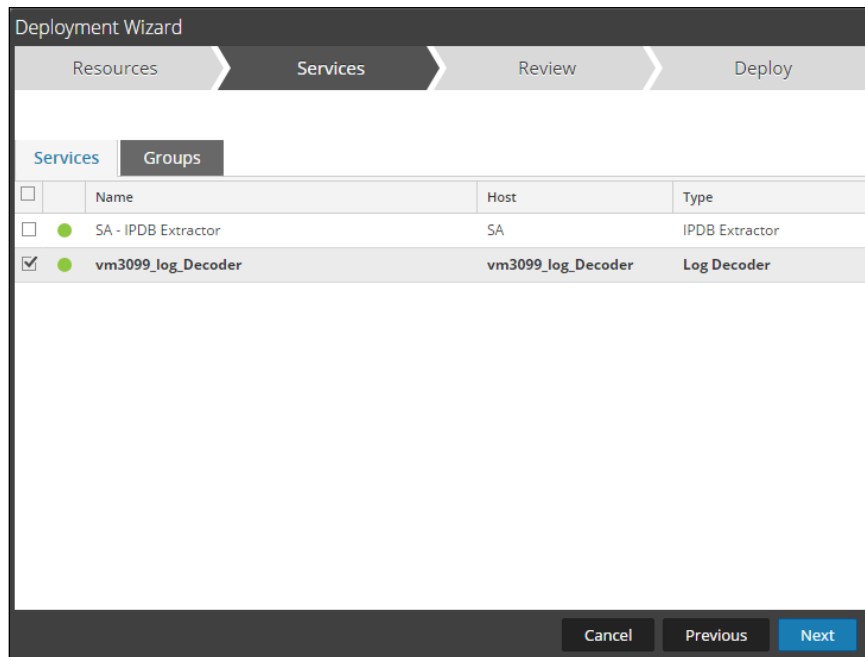 Deployment Wizard
Resources Services Review Deploy
Services Groups
Name Host Type
SA - IPDB Extractor SA IPDB Extractor
vm3099_log_Decoder vm3099_log_Decoder Log Decoder
Cancel Previous Next